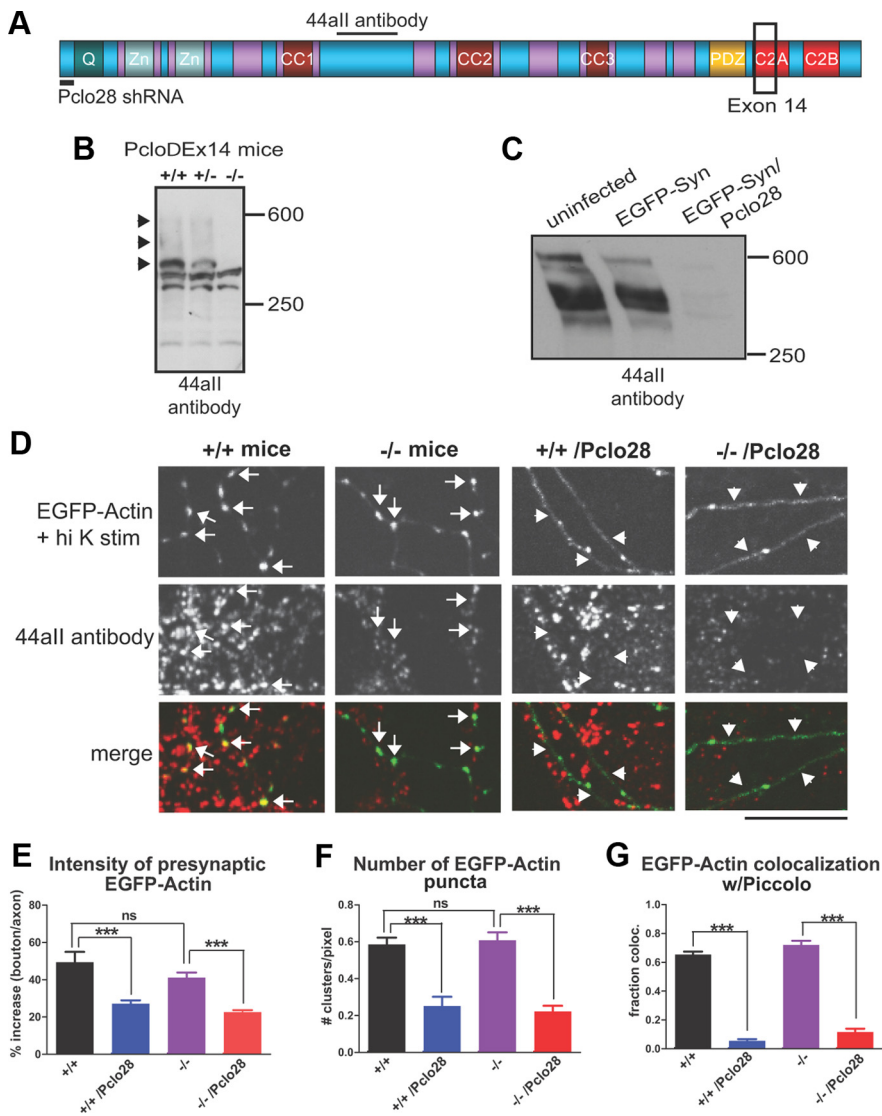 A
44aII antibody
Q Zn Zn CC1 CC2 CC3 PDZ C2A C2B
Pclo28 shRNA
Exon 14
B
PcloDEx14 mice
+/+ +/- -/-
600
250
44aII
antibody
C
uninfected
EGFP-Syn
EGFP-Syn/
Pclo28
600
250
44aII
antibody
D
+/+ mice
-/- mice
+/+ /Pclo28
-/- /Pclo28
EGFP-Actin
+ hi K stim
44aII antibody
merge
E
Intensity of presynaptic
EGFP-Actin
% increase (bouton/axon)
80
60
40
20
0
ns
***
***
+/+
+/+ /Pclo28
-/-
-/- /Pclo28
F
Number of EGFP-Actin
puncta
# clusters/pixel
0.8
0.6
0.4
0.2
0.0
ns
***
***
+/+
+/+ /Pclo28
-/-
-/- /Pclo28
G
EGFP-Actin colocalization
w/Piccolo
fraction coloc.
1.0
0.8
0.6
0.4
0.2
0.0
***
***
+/+
+/+ /Pclo28
-/-
-/- /Pclo28